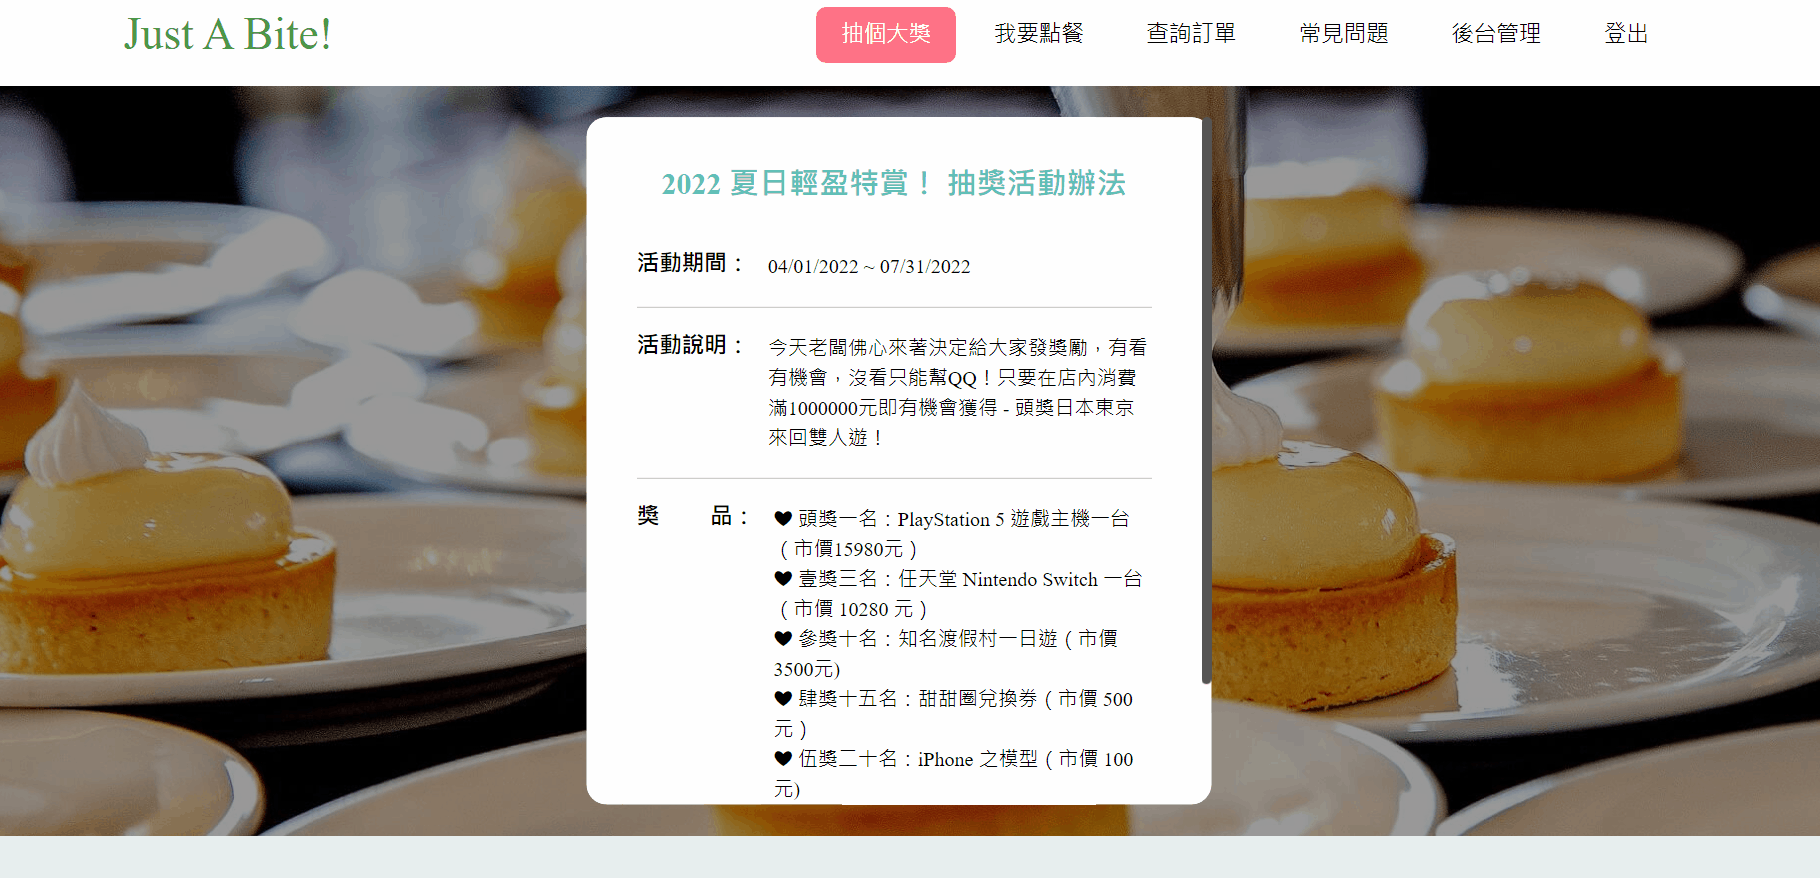 Just A Bite!
抽個大獎 我要點餐 查詢訂單 常見問題 後台管理 登出
2022 夏日輕盈特賞！ 抽獎活動辦法
活動期間： 04/01/2022 ~ 07/31/2022
活動說明： 今天老闆佛心來著決定給大家發獎勵，有看
有機會，沒看只能幫QQ！只要在店內消費
滿1000000元即有機會獲得 - 頭獎日本東京
來回雙人遊！
獎 品： ♥ 頭獎一名：PlayStation 5 遊戲主機一台
（市價15980元）
♥ 壹獎三名：任天堂 Nintendo Switch 一台
（市價 10280 元）
♥ 參獎十名：知名渡假村一日遊（市價
3500元)
♥ 肆獎十五名：甜甜圈兌換券（市價 500
元）
♥ 伍獎二十名：iPhone 之模型（市價 100
元)